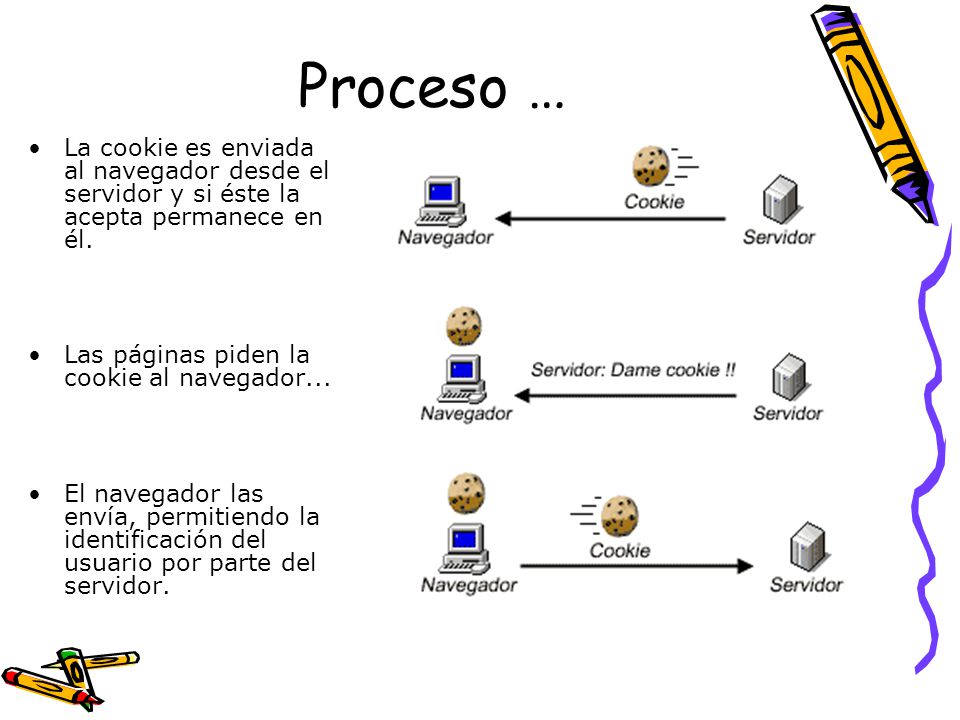 Proceso …
• La cookie es enviada
al navegador desde el
servidor y si éste la
acepta permanece en
él.
Cookie
Navegador
Servidor
• Las páginas piden la
cookie al navegador...
Servidor: Dame cookie !!
Navegador
Servidor
• El navegador las
envía, permitiendo la
identificación del
usuario por parte del
servidor.
Cookie
Navegador
Servidor